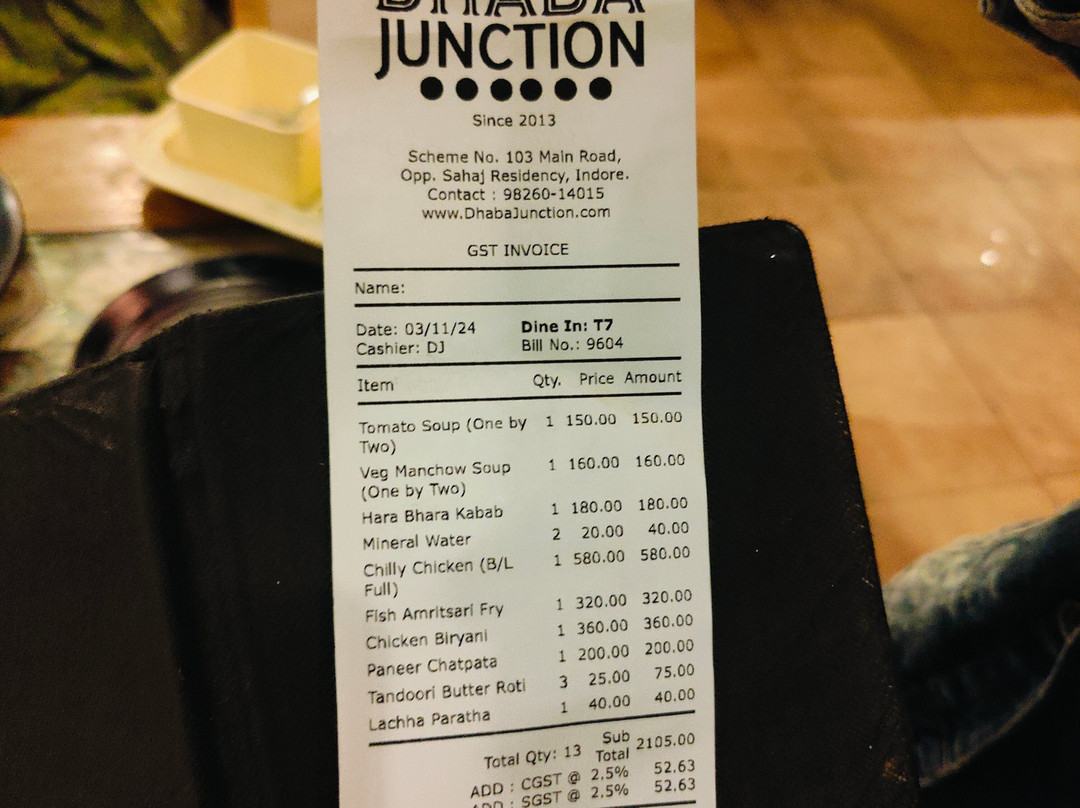 DHABA
JUNCTION
Since 2013
Scheme No. 103 Main Road,
Opp. Sahaj Residency, Indore.
Contact : 98260-14015
www.DhabaJunction.com
GST INVOICE
Name:
Date: 03/11/24 Dine In: T7
Cashier: DJ Bill No.: 9604
Item Qty. Price Amount
Tomato Soup (One by 1 150.00 150.00
Two)
Veg Manchow Soup 1 160.00 160.00
(One by Two)
Hara Bhara Kabab 1 180.00 180.00
Mineral Water 2 20.00 40.00
Chilly Chicken (B/L 1 580.00 580.00
Full)
Fish Amritsari Fry 1 320.00 320.00
Chicken Biryani 1 360.00 360.00
Paneer Chatpata 1 200.00 200.00
Tandoori Butter Roti 3 25.00 75.00
Lachha Paratha 1 40.00 40.00
Total Qty: 13 Sub Total 2105.00
ADD : CGST @ 2.5% 52.63
ADD : SGST @ 2.5% 52.63